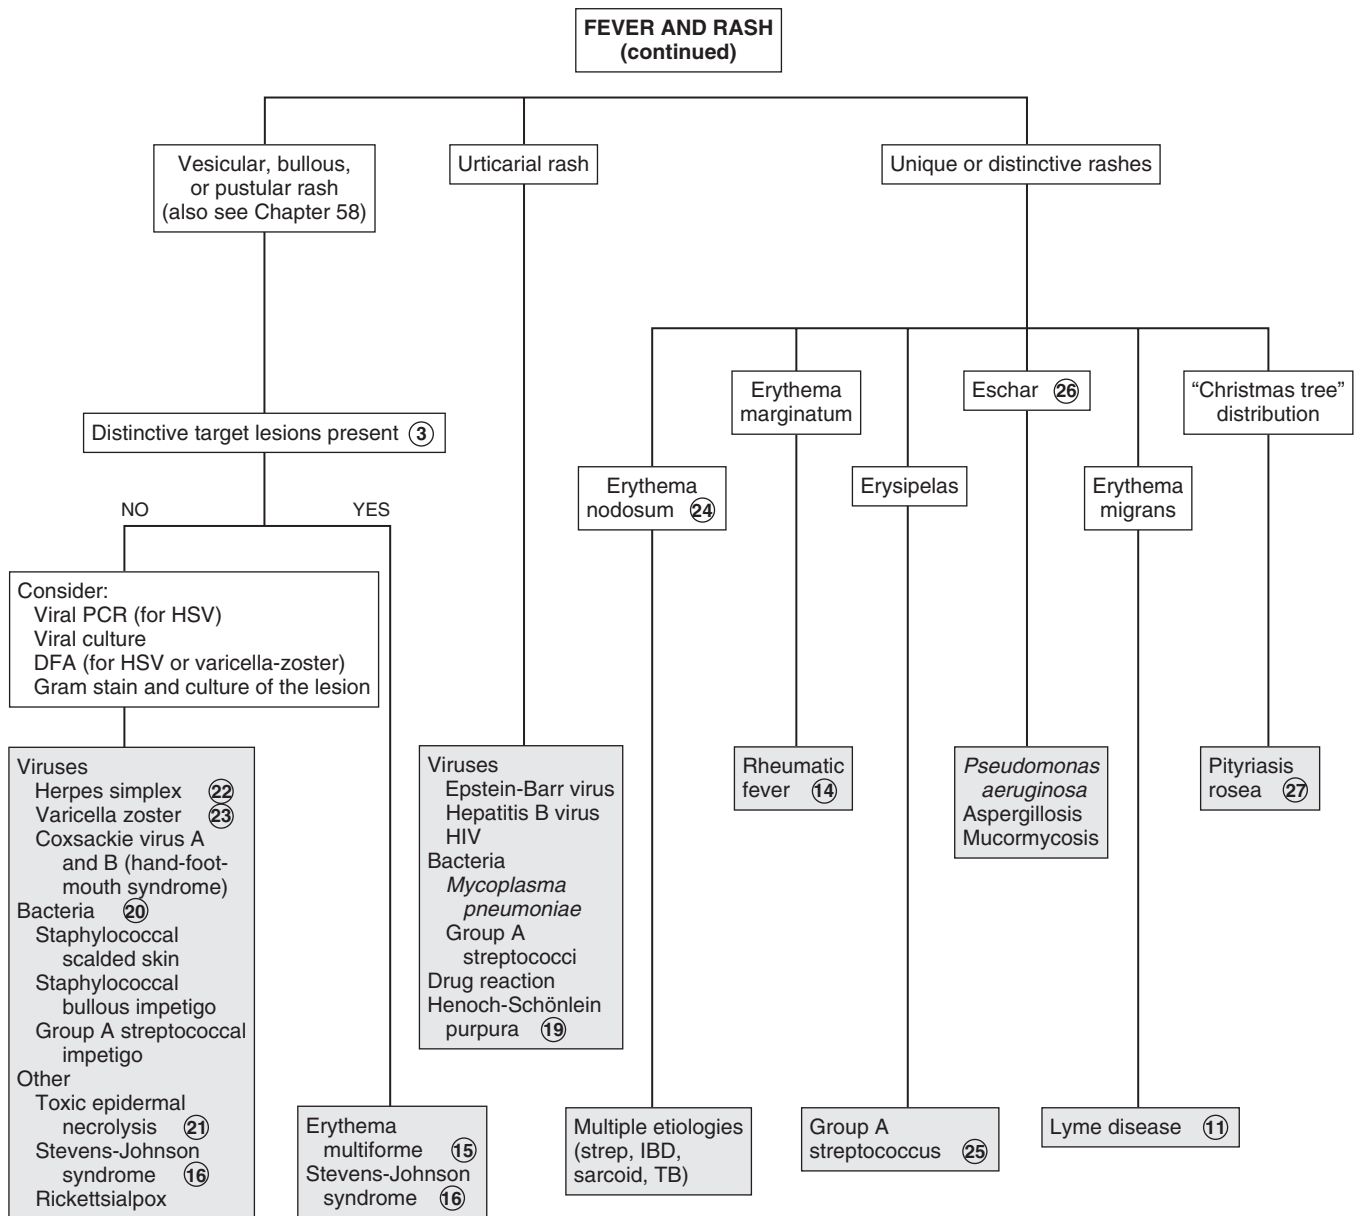 FEVER AND RASH
(continued)
Vesicular, bullous,
or pustular rash
(also see Chapter 58)
Urticarial rash
Unique or distinctive rashes
Distinctive target lesions present 3
NO
YES
Consider:
Viral PCR (for HSV)
Viral culture
DFA (for HSV or varicella-zoster)
Gram stain and culture of the lesion
Viruses
Herpes simplex 22
Varicella zoster 23
Coxsackie virus A
and B (hand-foot-
mouth syndrome)
Bacteria 20
Staphylococcal
scalded skin
Staphylococcal
bullous impetigo
Group A streptococcal
impetigo
Other
Toxic epidermal
necrolysis 21
Stevens-Johnson
syndrome 16
Rickettsialpox
Erythema
multiforme 15
Stevens-Johnson
syndrome 16
Viruses
Epstein-Barr virus
Hepatitis B virus
HIV
Bacteria
Mycoplasma
pneumoniae
Group A
streptococci
Drug reaction
Henoch-Schönlein
purpura 19
Erythema
nodosum 24
Multiple etiologies
(strep, IBD,
sarcoid, TB)
Erythema
marginatum
Rheumatic
fever 14
Erysipelas
Group A
streptococcus 25
Eschar 26
Pseudomonas
aeruginosa
Aspergillosis
Mucormycosis
Erythema
migrans
Lyme disease 11
“Christmas tree”
distribution
Pityriasis
rosea 27